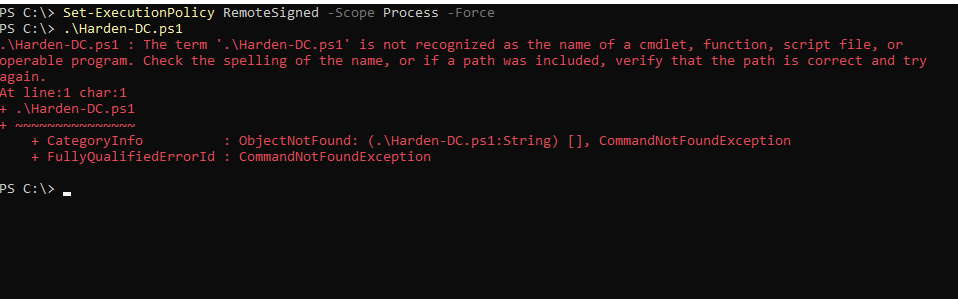 PS C:\> Set-ExecutionPolicy RemoteSigned -Scope Process -Force
PS C:\> .\Harden-DC.ps1
.\Harden-DC.ps1 : The term '.\Harden-DC.ps1' is not recognized as the name of a cmdlet, function, script file, or
operable program. Check the spelling of the name, or if a path was included, verify that the path is correct and try
again.
At line:1 char:1
+ .\Harden-DC.ps1
+ ~~~~~~~~~~~~~~~
    + CategoryInfo          : ObjectNotFound: (.\Harden-DC.ps1:String) [], CommandNotFoundException
    + FullyQualifiedErrorId : CommandNotFoundException

PS C:\>